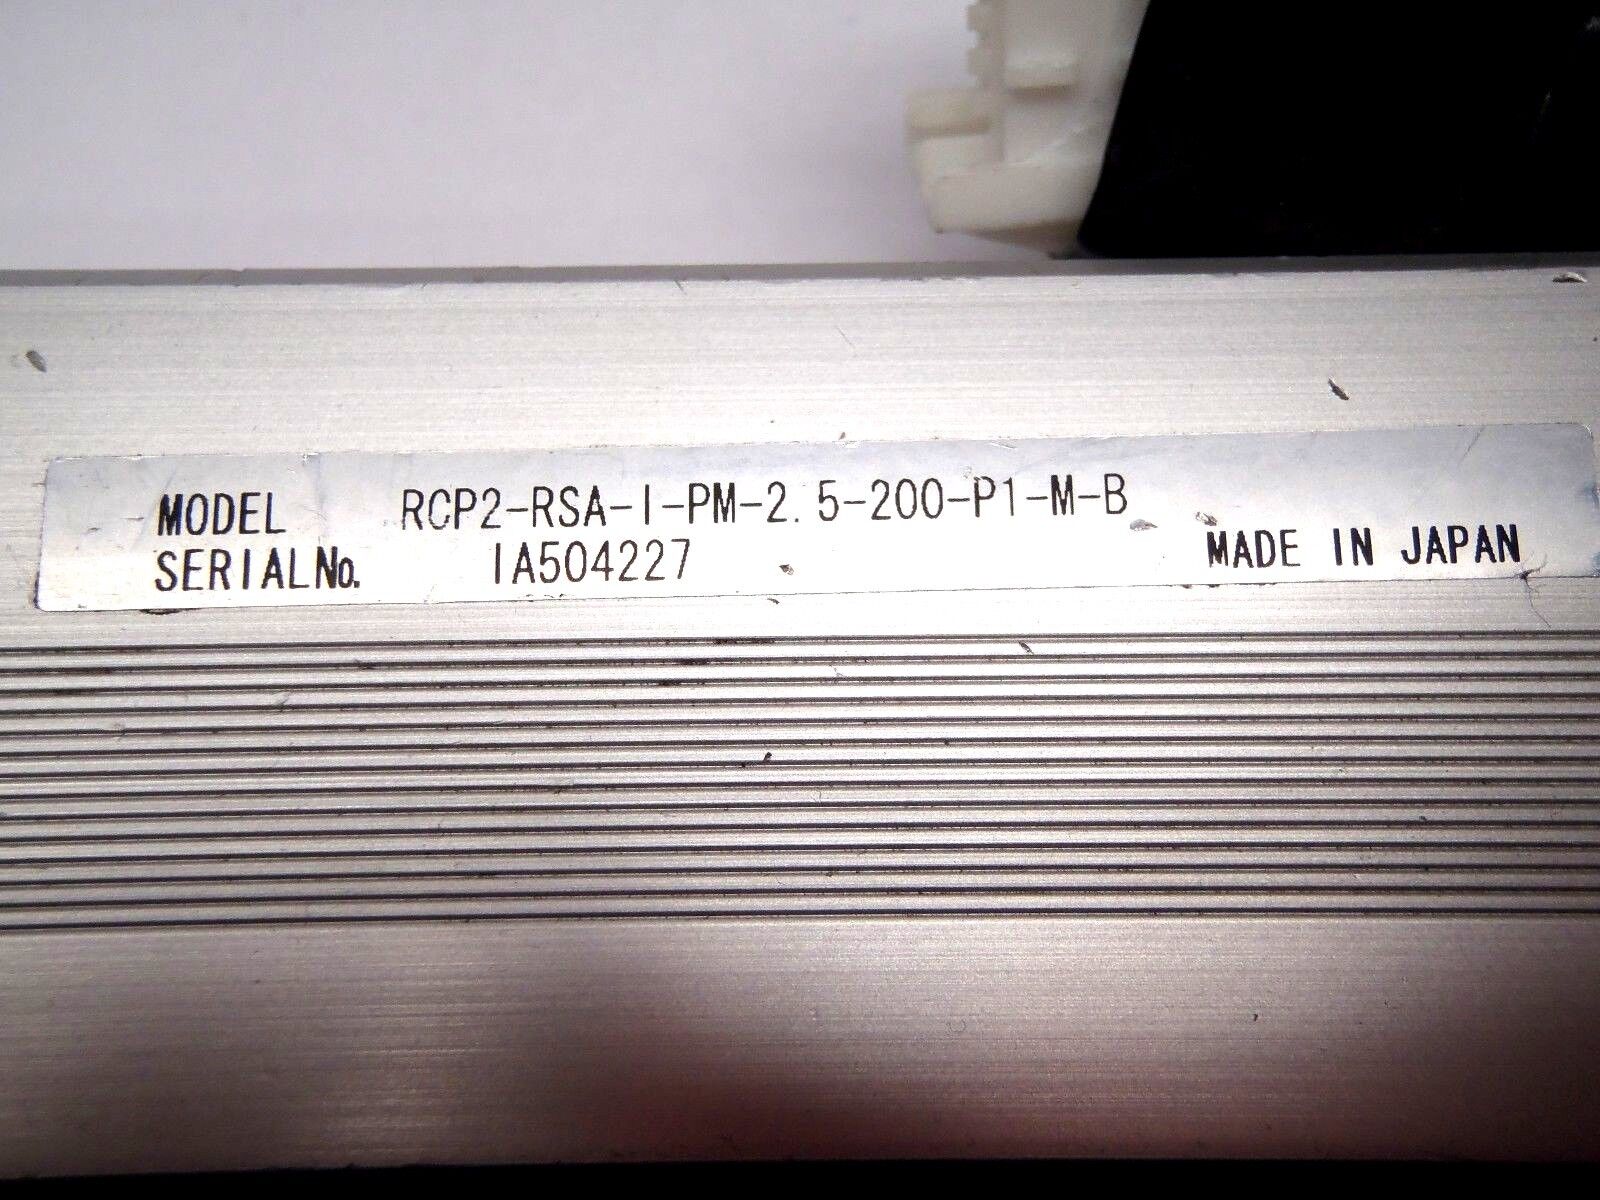 MODEL RCP2-RSA-I-PM-2.5-200-P1-M-B
SERIALNo. IA504227
MADE IN JAPAN